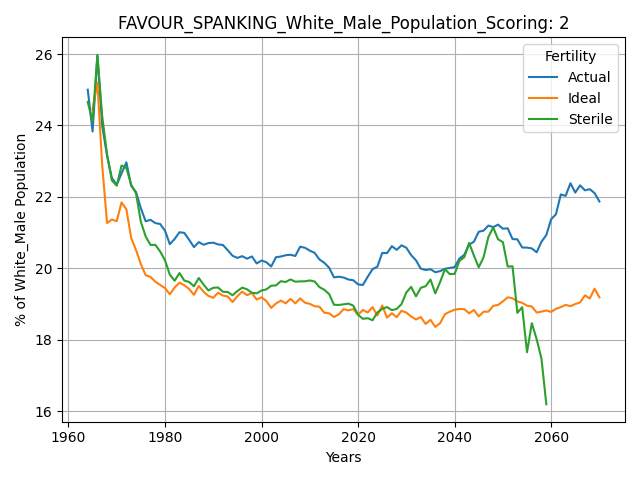 FAVOUR_SPANKING_White_Male_Population_Scoring: 2
Fertility
Actual
Ideal
Sterile
% of White_Male Population
26
24
22
20
18
16
1960
1980
2000
2020
2040
2060
Years